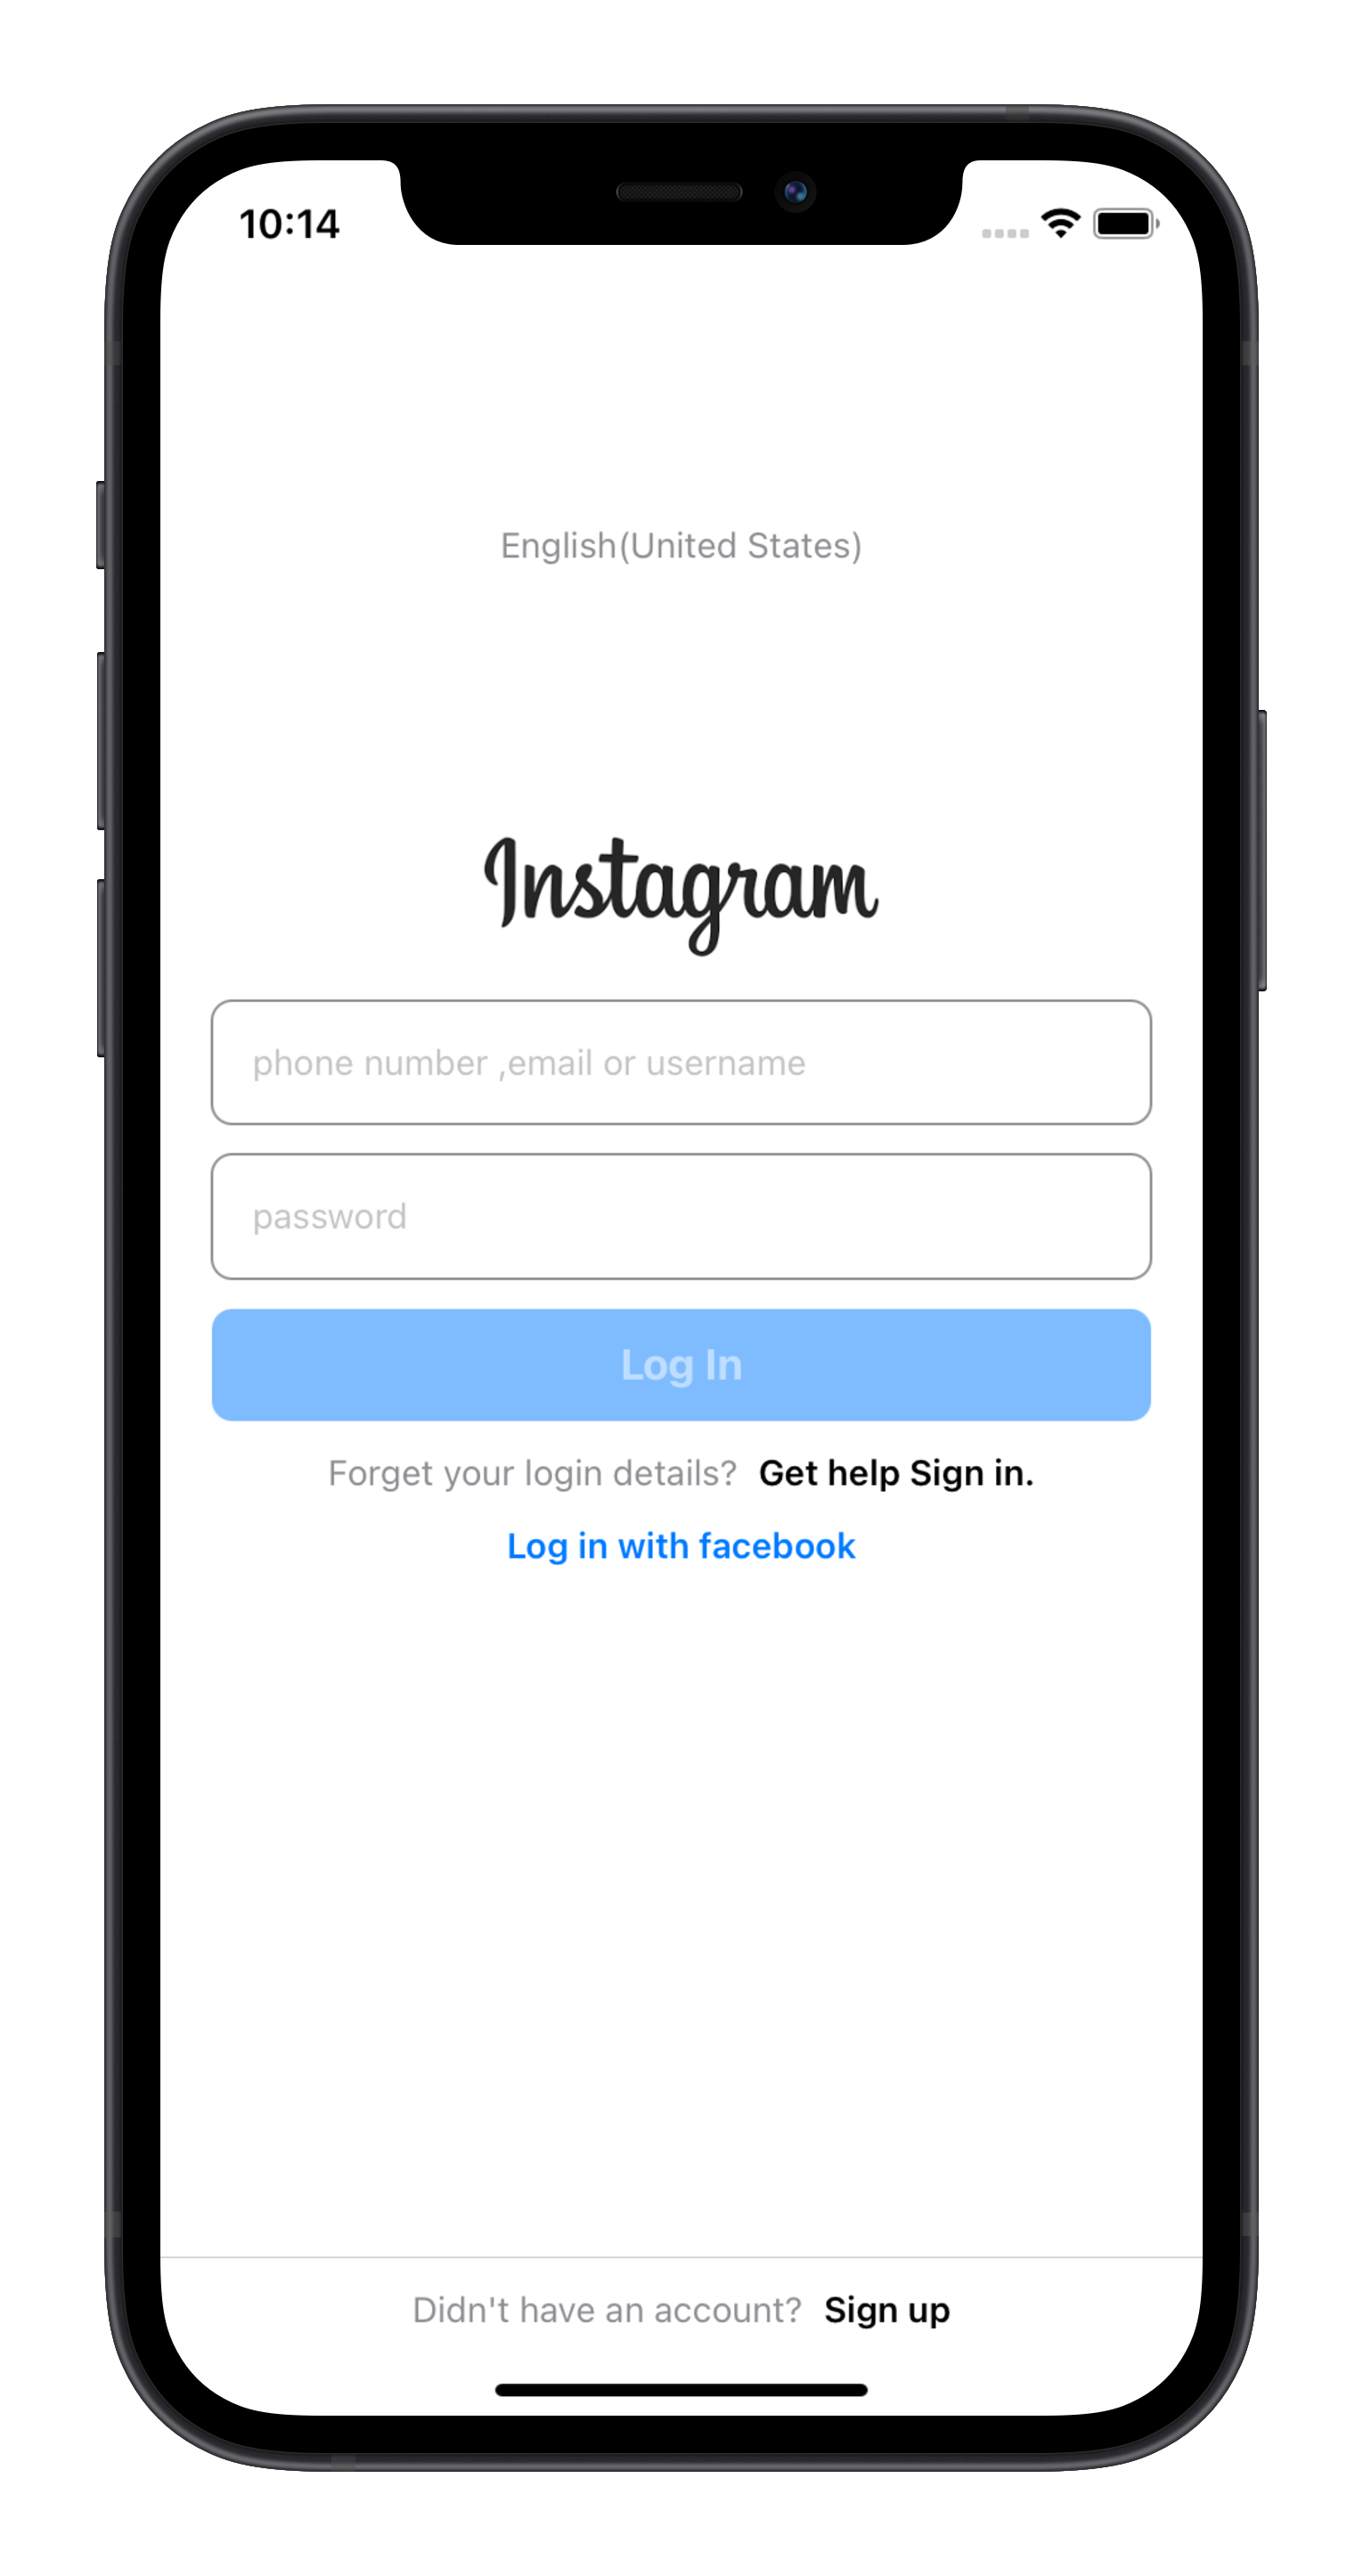 10:14
English(United States)
Instagram
phone number ,email or username
password
Log In
Forget your login details? Get help Sign in.
Log in with facebook
Didn't have an account? Sign up